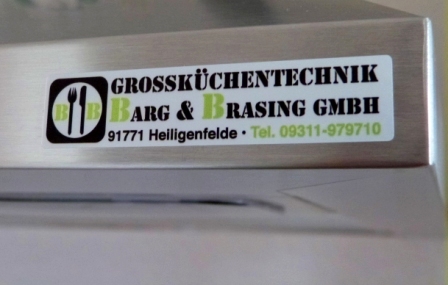 GROSSKÜCHENTECHNIK
B B BARG & BRASING GMBH
91771 Heiligenfelde • Tel. 09311-979710